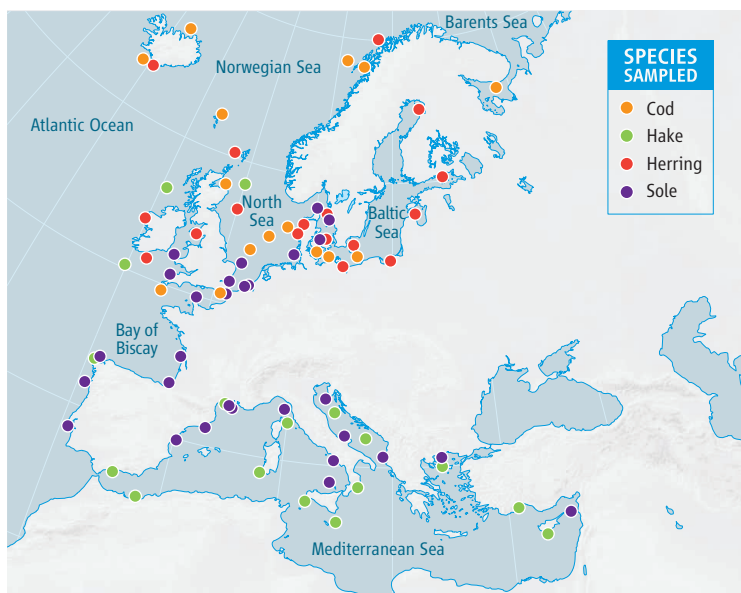 Barents Sea
Norwegian Sea
Atlantic Ocean
North
Sea
Baltic
Sea
Bay of
Biscay
Mediterranean Sea
SPECIES
SAMPLED
Cod
Hake
Herring
Sole